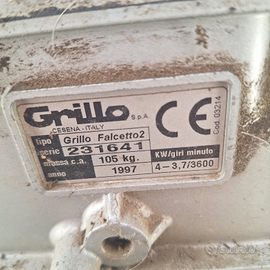 Grillo S.p.A.
CESENA - ITALY
CE
Cod. 03214
tipo Grillo Falcetto2
serie 231641
massa c.a. 105 kg.
KW/giri minuto
anno 1997
4-3,7/3600